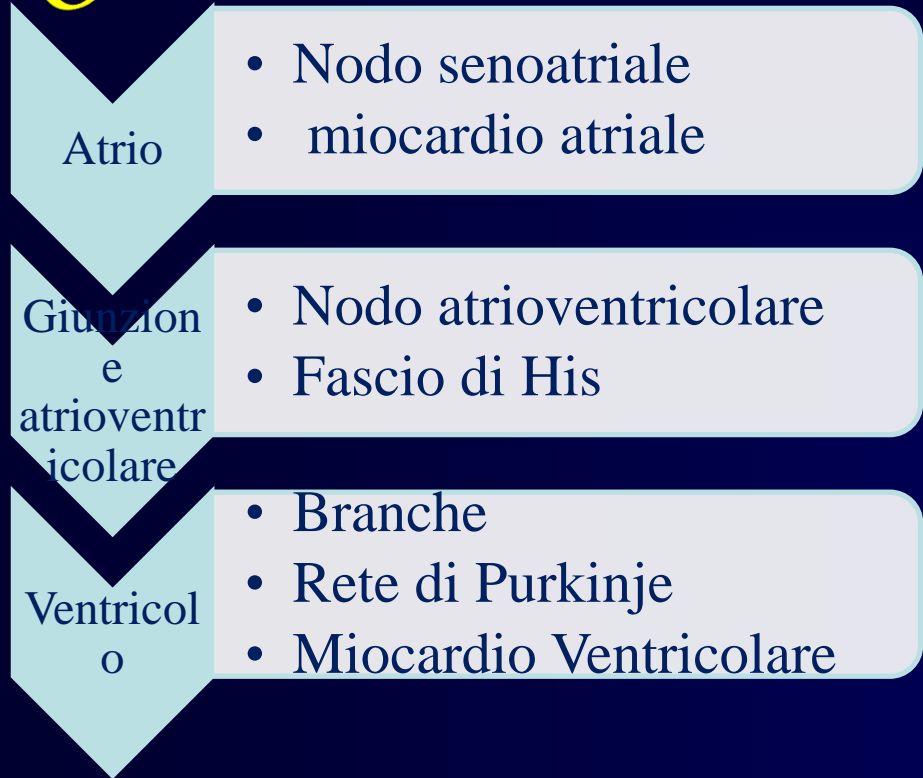 Atrio
• Nodo senoatriale
• miocardio atriale
Giunzion
e
atrioventr
icolare
• Nodo atrioventricolare
• Fascio di His
Ventricol
o
• Branche
• Rete di Purkinje
• Miocardio Ventricolare